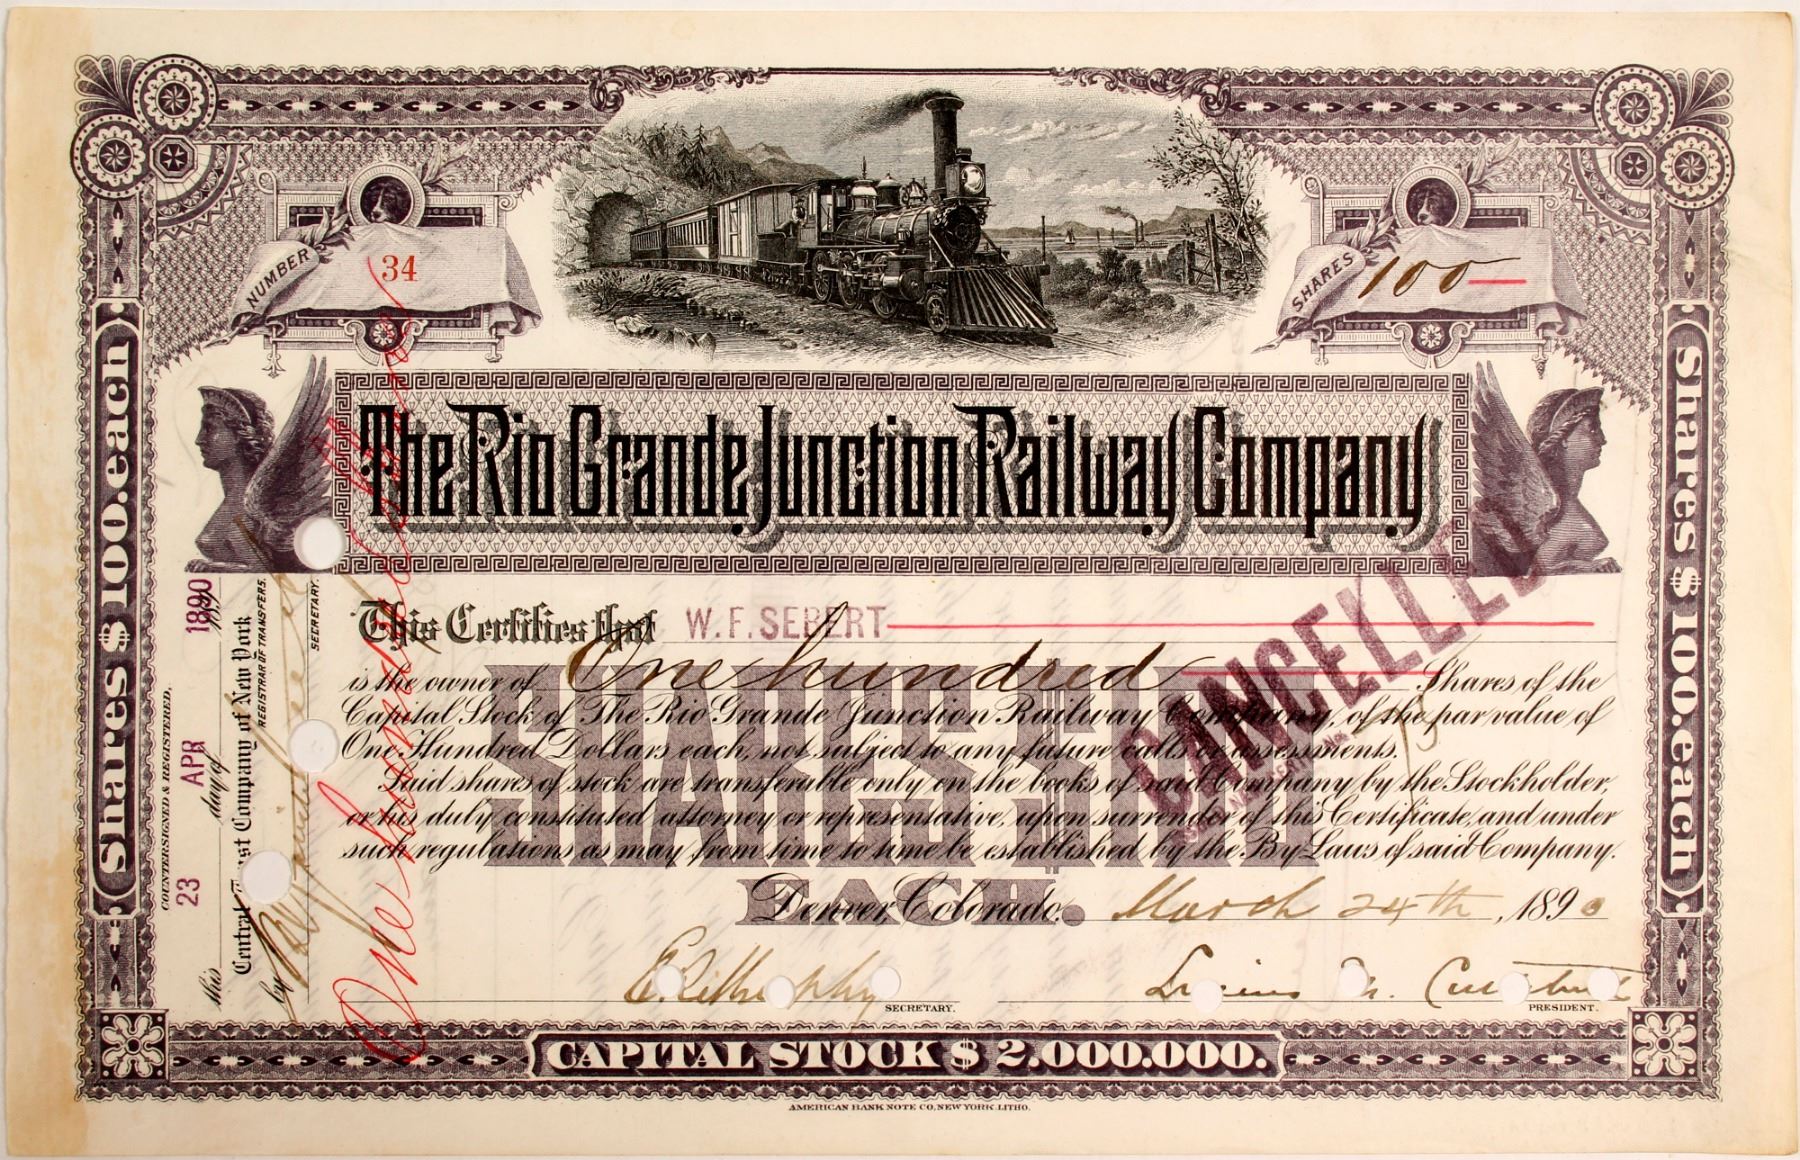 NUMBER 34
SHARES 100
The Rio Grande Junction Railway Company
This Certifies that W. F. SEBERT
is the owner of One hundred Shares of the
Capital Stock of The Rio Grande Junction Railway Company, of the par value of
One Hundred Dollars each, not subject to any future calls or assessments.
Said shares of stock are transferable only on the books of said Company by the Stockholder,
or his duly constituted attorney or representative, upon surrender of this Certificate, and under
such regulations as may from time to time be established by the By-Laws of said Company.
Denver, Colorado. March 24th, 1890
SHARES $100
EACH.
CANCELLED
SECRETARY.
PRESIDENT.
CAPITAL STOCK $2.000.000.
AMERICAN BANK NOTE CO. NEW YORK. LITHO.
Shares $100. each
Shares $100. each
COUNTERSIGNED & REGISTERED,
this 23 day of APR 1890
Central Trust Company of New York
REGISTRAR OF TRANSFERS.
by
SECRETARY.
One hundred shares